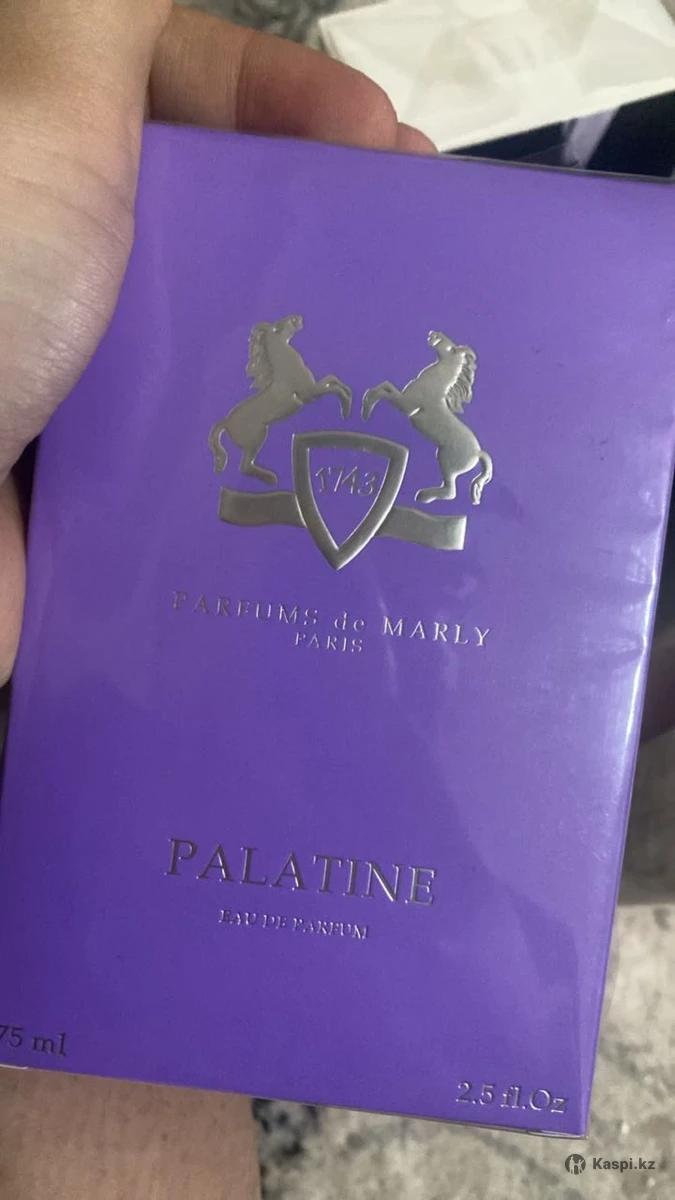 1743
PARFUMS de MARLY
PARIS
PALATINE
EAU DE PARFUM
75 ml
2.5 fl.Oz
Kaspi.kz